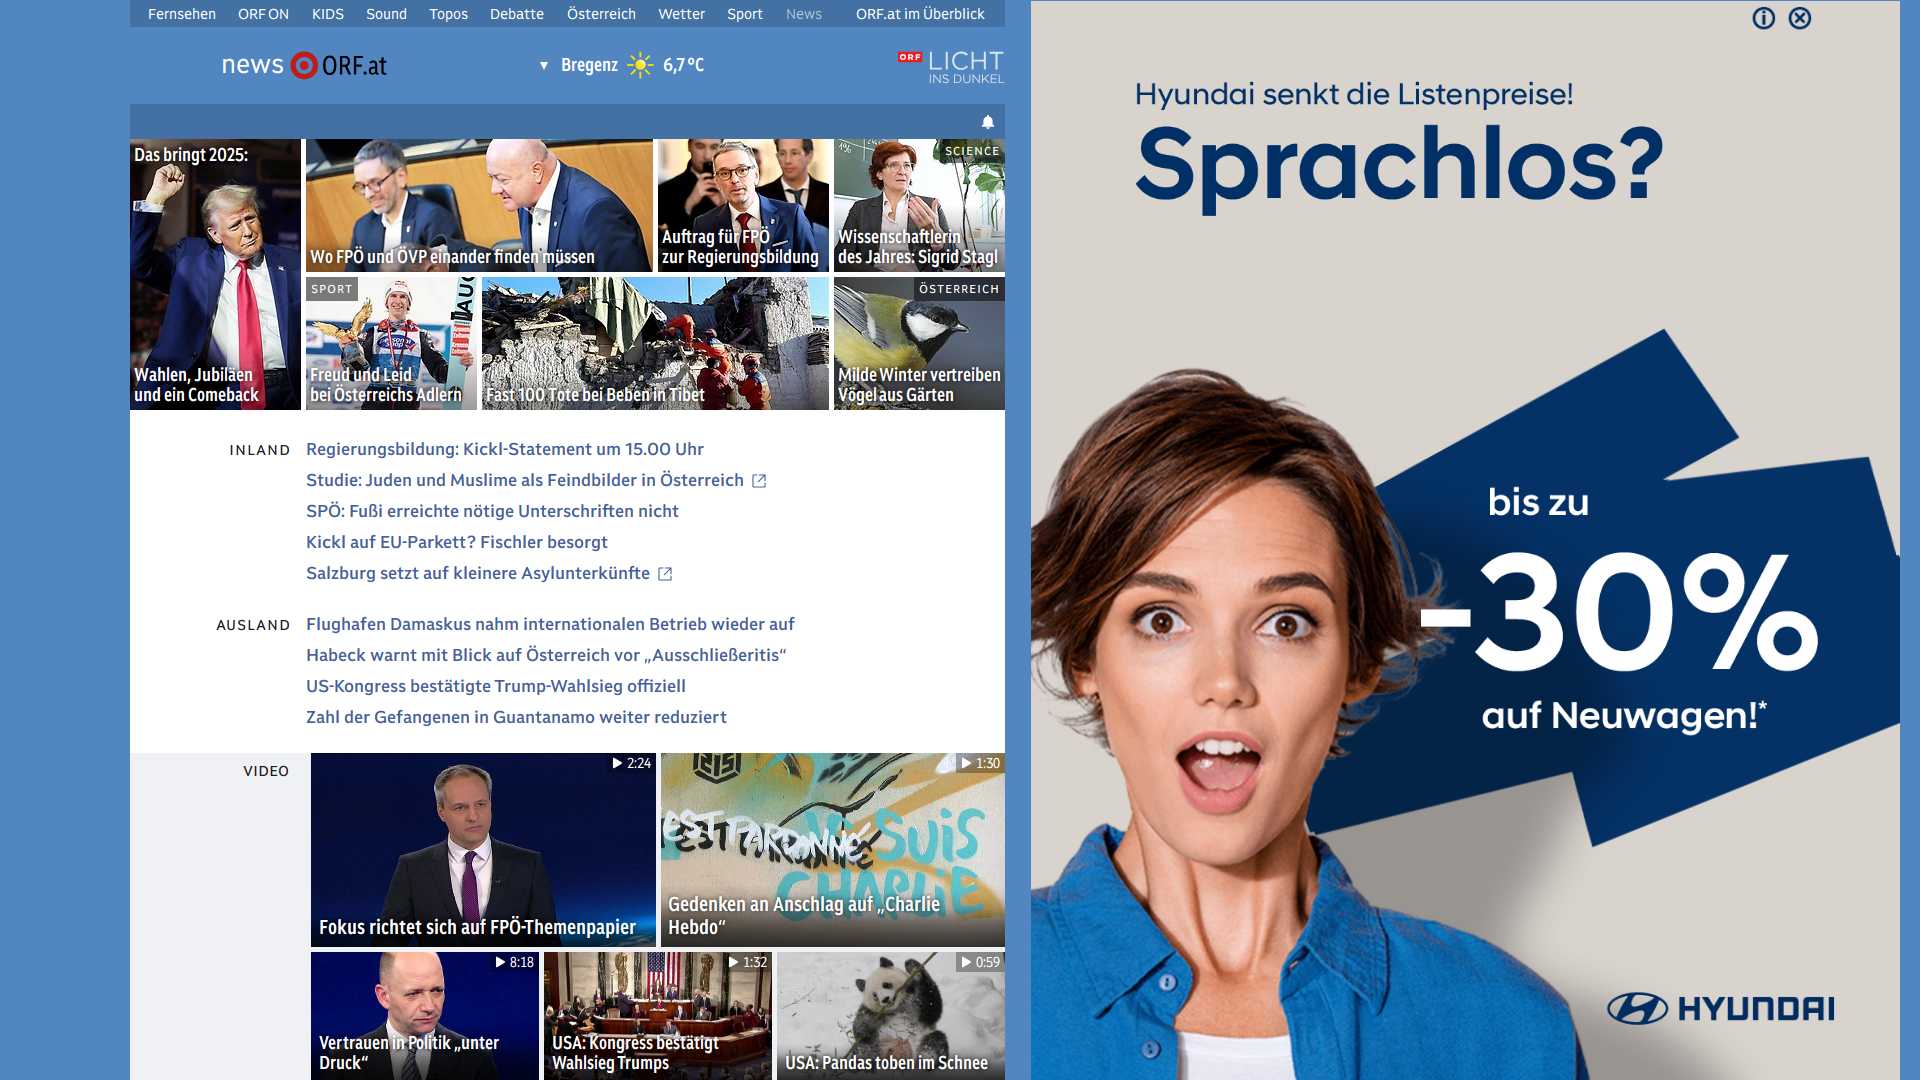 Fernsehen ORF ON KIDS Sound Topos Debatte Österreich Wetter Sport News ORF.at im Überblick
news ORF.at
▼ Bregenz 6,7°C
ORF LICHT
INS DUNKEL
Das bringt 2025:
Wahlen, Jubiläen
und ein Comeback
Wo FPÖ und ÖVP einander finden müssen
Auftrag für FPÖ
zur Regierungsbildung
SCIENCE
1%
Wissenschaftlerin
des Jahres: Sigrid Stagl
SPORT
Freud und Leid
bei Österreichs Adlern
Fast 100 Tote bei Beben in Tibet
ÖSTERREICH
Milde Winter vertreiben
Vögel aus Gärten
INLAND
Regierungsbildung: Kickl-Statement um 15.00 Uhr
Studie: Juden und Muslime als Feindbilder in Österreich
SPÖ: Fußi erreichte nötige Unterschriften nicht
Kickl auf EU-Parkett? Fischler besorgt
Salzburg setzt auf kleinere Asylunterkünfte
AUSLAND
Flughafen Damaskus nahm internationalen Betrieb wieder auf
Habeck warnt mit Blick auf Österreich vor „Ausschließeritis“
US-Kongress bestätigte Trump-Wahlsieg offiziell
Zahl der Gefangenen in Guantanamo weiter reduziert
VIDEO
2:24
Fokus richtet sich auf FPÖ-Themenpapier
1:30
EST PARDONNÉ
SUIS
CHARLIE
Gedenken an Anschlag auf „Charlie
Hebdo“
8:18
Vertrauen in Politik „unter
Druck“
1:32
USA: Kongress bestätigt
Wahlsieg Trumps
0:59
USA: Pandas toben im Schnee
Hyundai senkt die Listenpreise!
Sprachlos?
bis zu
-30%
auf Neuwagen!*
HYUNDAI